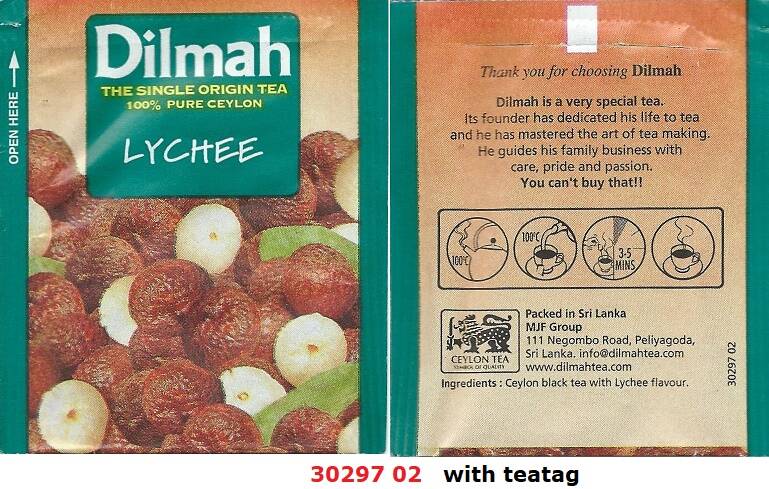 OPEN HERE
Dilmah
THE SINGLE ORIGIN TEA
100% PURE CEYLON
LYCHEE
Thank you for choosing Dilmah
Dilmah is a very special tea.
Its founder has dedicated his life to tea
and he has mastered the art of tea making.
He guides his family business with
care, pride and passion.
You can't buy that!!
100°C
100°C
3-5
MINS
CEYLON TEA
SYMBOL OF QUALITY
Packed in Sri Lanka
MJF Group
111 Negombo Road, Peliyagoda,
Sri Lanka. info@dilmahtea.com
www.dilmahtea.com
Ingredients : Ceylon black tea with Lychee flavour.
30297 02
30297 02 with teatag